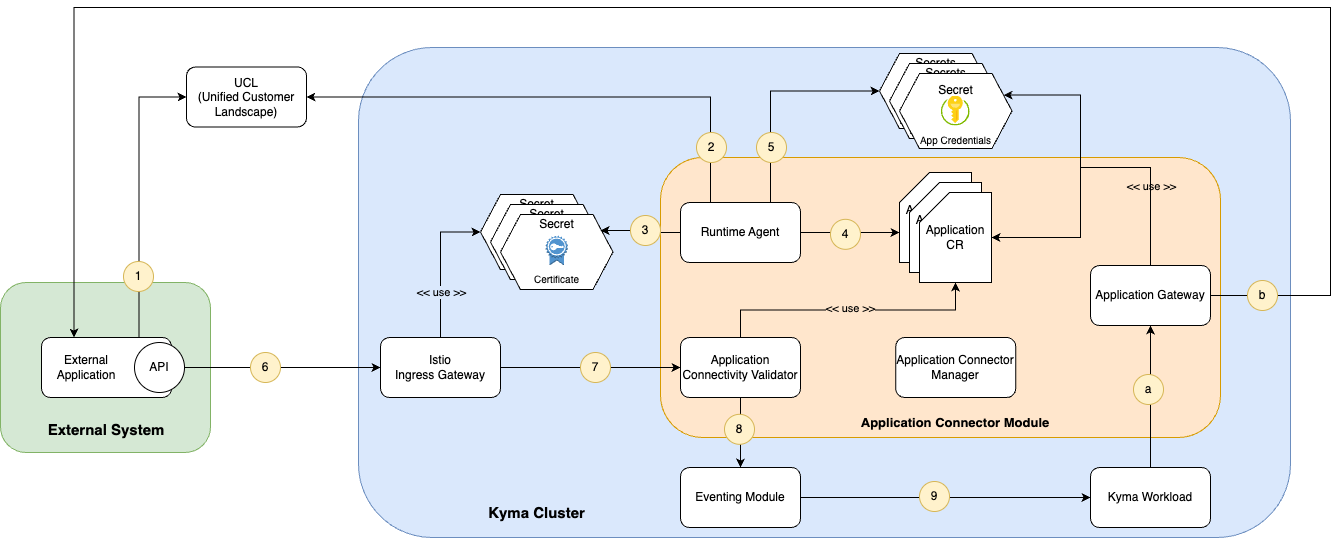 UCL
(Unified Customer
Landscape)
Secrets
Secrets
Secret
App Credentials
2
5
<< use >>
1
Secret
Secret
Secret
Certificate
3
Runtime Agent
4
A
A
Application
CR
<< use >>
<< use >>
Application Gateway
b
External
Application
API
6
Istio
Ingress Gateway
7
Application
Connectivity Validator
Application Connector
Manager
a
External System
8
Application Connector Module
Eventing Module
9
Kyma Workload
Kyma Cluster